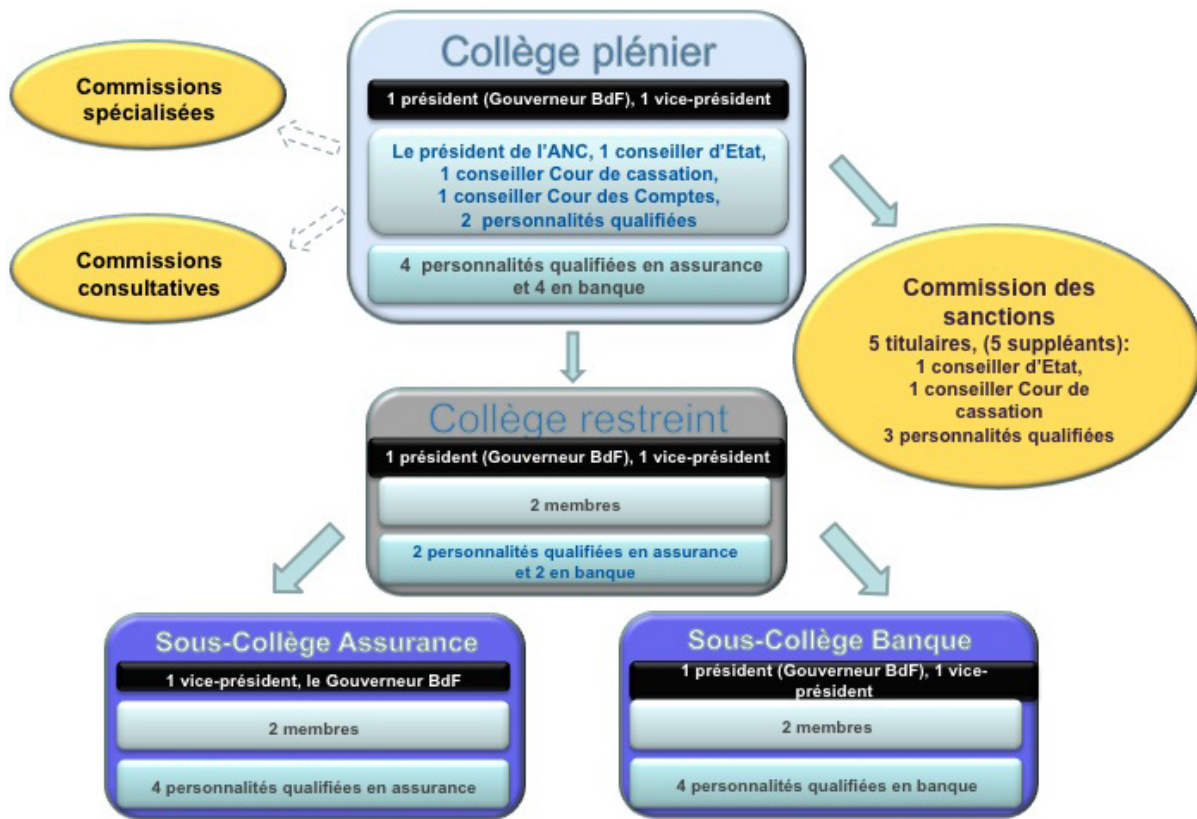 Collège plénier
1 président (Gouverneur BdF), 1 vice-président
Le président de l'ANC, 1 conseiller d'Etat,
1 conseiller Cour de cassation,
1 conseiller Cour des Comptes,
2 personnalités qualifiées
4 personnalités qualifiées en assurance
et 4 en banque
Commissions
spécialisées
Commissions
consultatives
Commission des
sanctions
5 titulaires, (5 suppléants):
1 conseiller d'Etat,
1 conseiller Cour de
cassation
3 personnalités qualifiées
Collège restreint
1 président (Gouverneur BdF), 1 vice-président
2 membres
2 personnalités qualifiées en assurance
et 2 en banque
Sous-Collège Assurance
1 vice-président, le Gouverneur BdF
2 membres
4 personnalités qualifiées en assurance
Sous-Collège Banque
1 président (Gouverneur BdF), 1 vice-
président
2 membres
4 personnalités qualifiées en banque